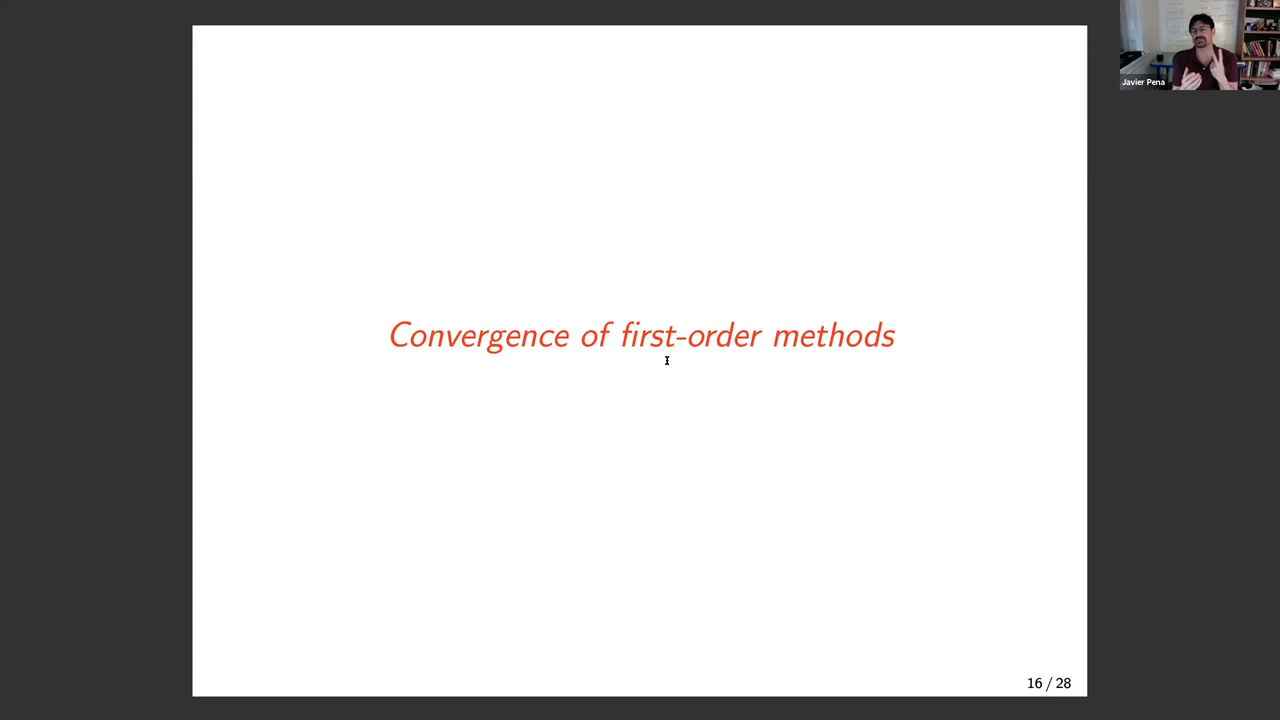 Javier Pena
Convergence of first-order methods
16 / 28